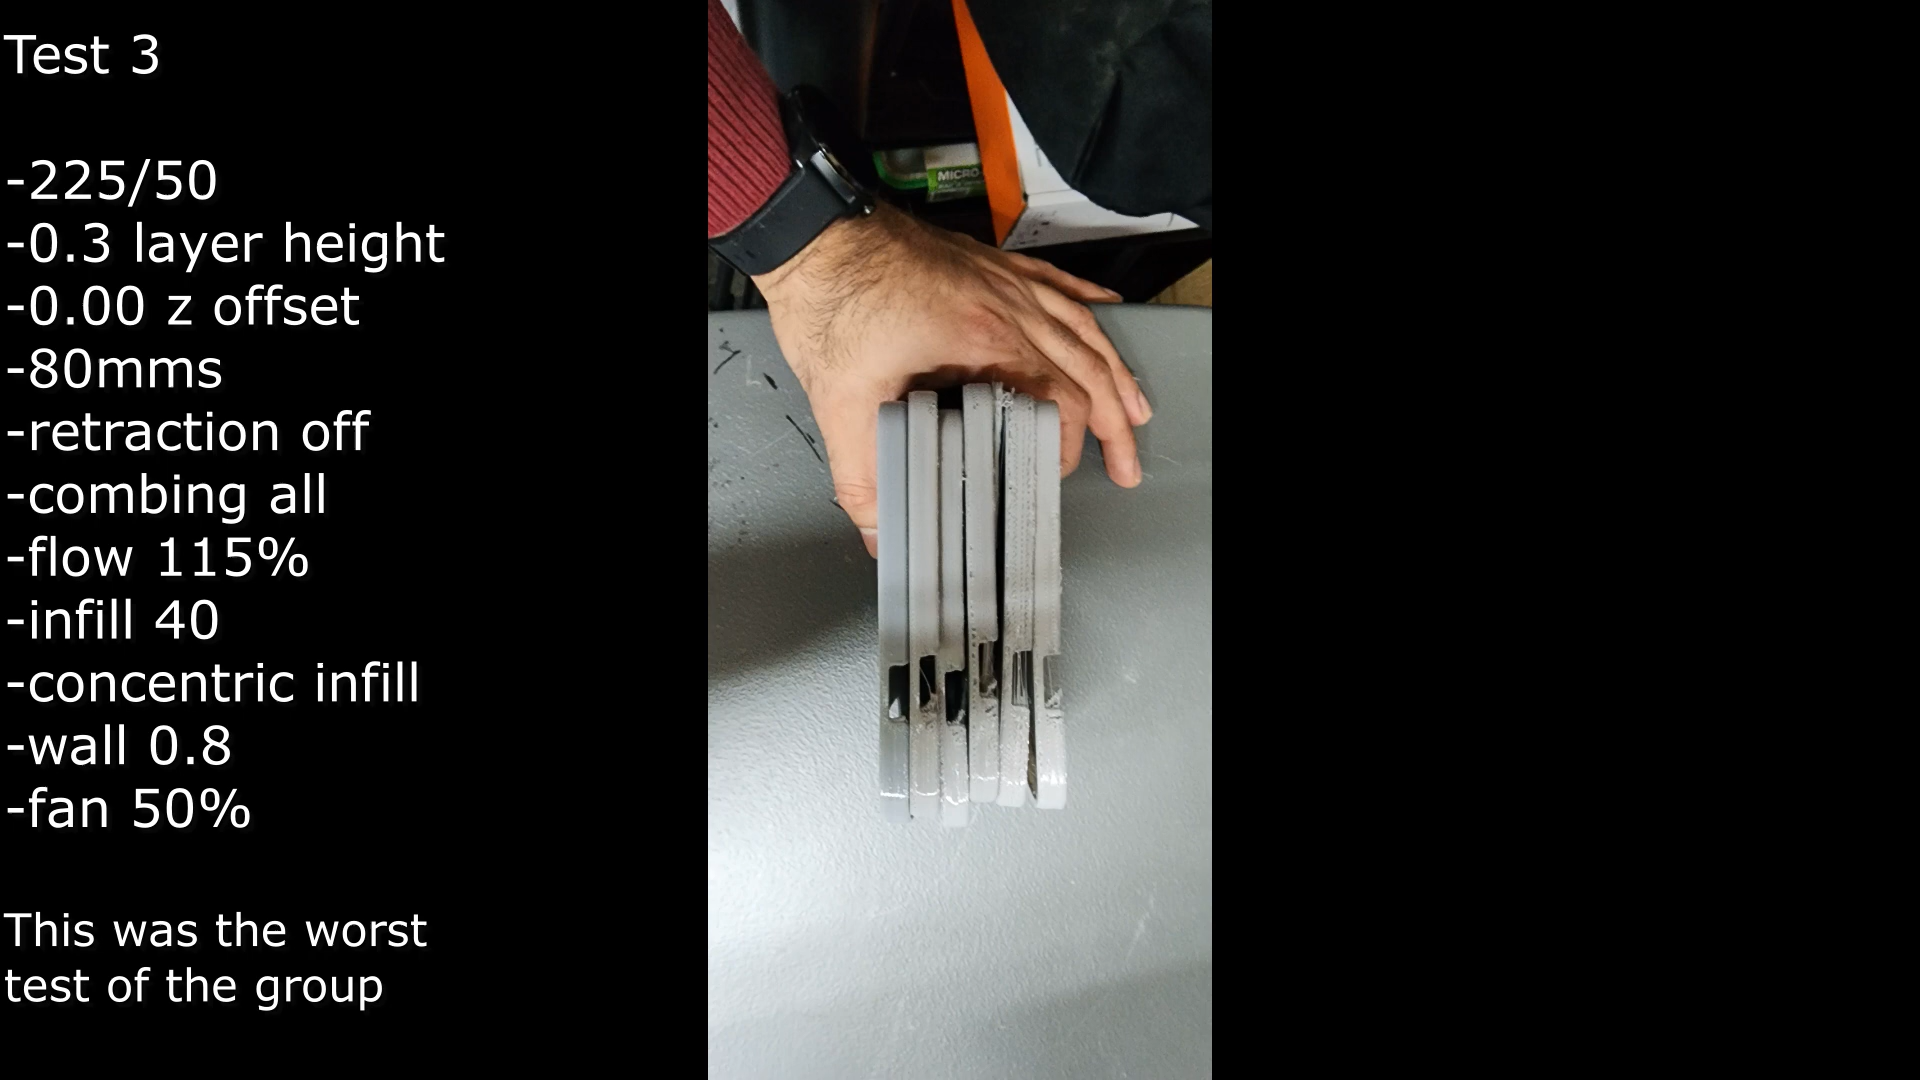 Test 3
-225/50
-0.3 layer height
-0.00 z offset
-80mms
-retraction off
-combing all
-flow 115%
-infill 40
-concentric infill
-wall 0.8
-fan 50%
This was the worst
test of the group
MICRO